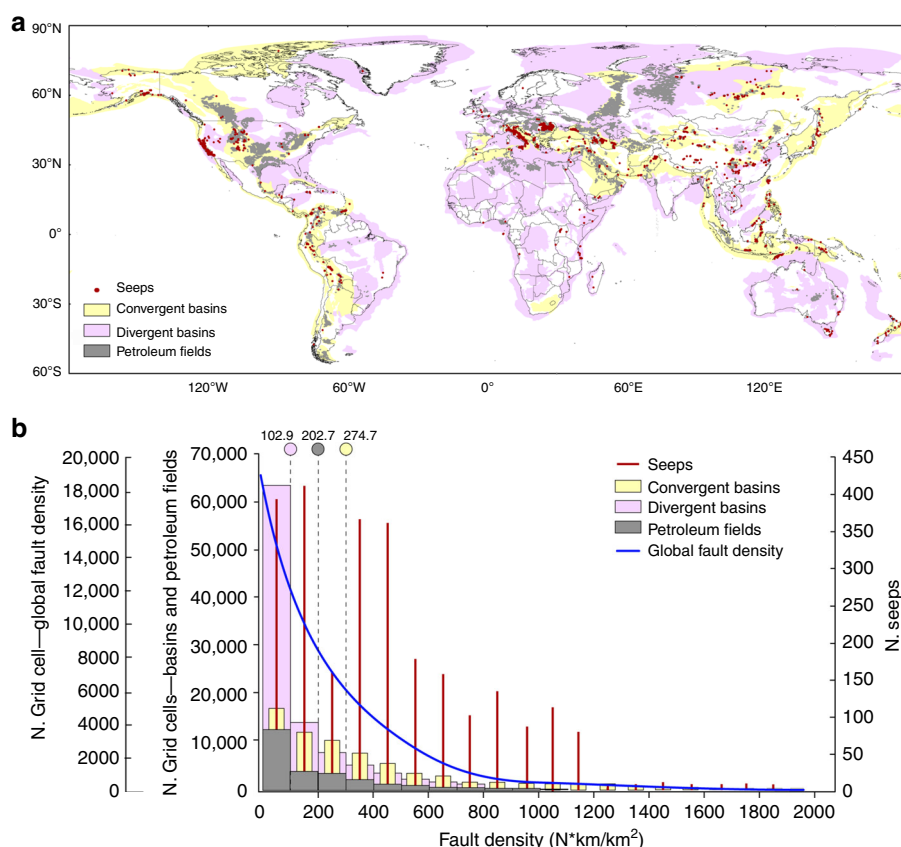 a
90°N
60°N
30°N
0°
30°S
60°S
Seeps
Convergent basins
Divergent basins
Petroleum fields
120°W
60°W
0°
60°E
120°E
b
102.9 202.7 274.7
20,000
18,000
16,000
14,000
12,000
10,000
8000
6000
4000
2000
0
N. Grid cell—global fault density
70,000
60,000
50,000
40,000
30,000
20,000
10,000
0
N. Grid cells—basins and petroleum fields
Seeps
Convergent basins
Divergent basins
Petroleum fields
Global fault density
450
400
350
300
250
200
150
100
50
0
N. seeps
0 200 400 600 800 1000 1200 1400 1600 1800 2000
Fault density (N*km/km²)